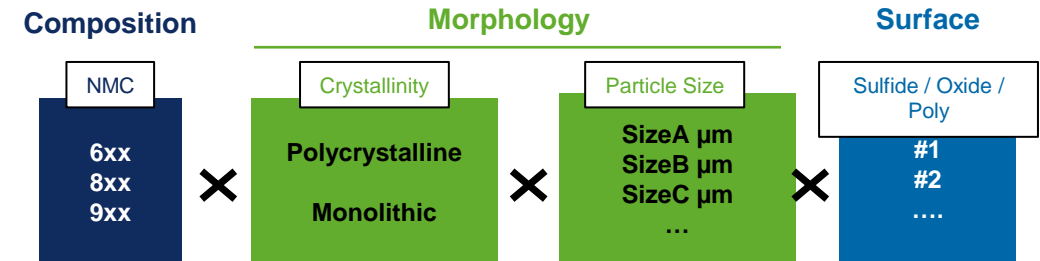 Composition
Morphology
Surface
NMC
6xx
8xx
9xx
Crystallinity
Polycrystalline
Monolithic
Particle Size
SizeA µm
SizeB µm
SizeC µm
…
Sulfide / Oxide /
Poly
#1
#2
….